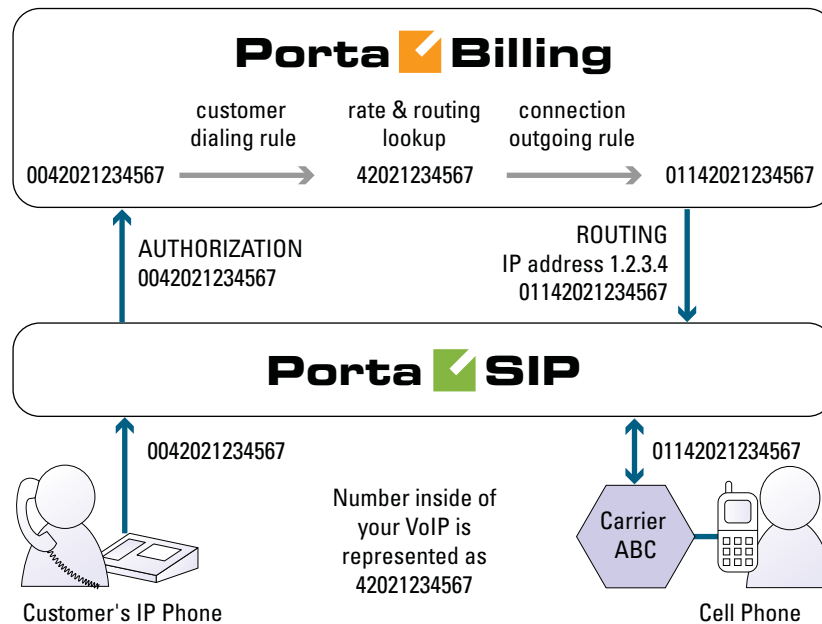 Porta Billing
customer
dialing rule
rate & routing
lookup
connection
outgoing rule
0042021234567
42021234567
01142021234567
AUTHORIZATION
0042021234567
ROUTING
IP address 1.2.3.4
01142021234567
Porta SIP
0042021234567
01142021234567
Number inside of
your VoIP is
represented as
42021234567
Carrier
ABC
Customer's IP Phone
Cell Phone